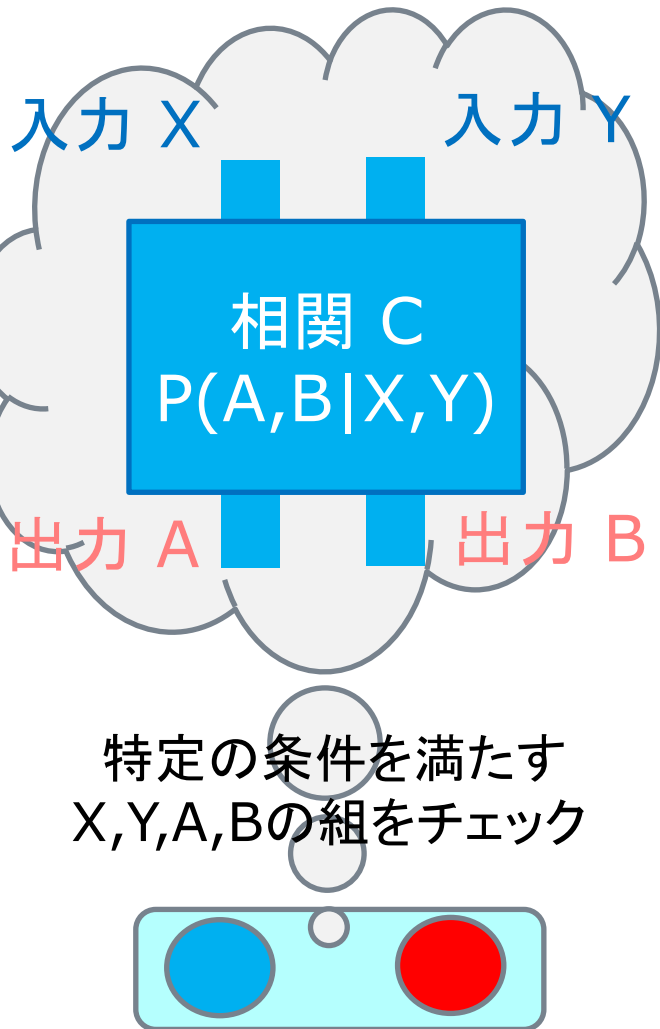 入力 X
入力 Y
相関 C
P(A,B|X,Y)
出力 A
出力 B
特定の条件を満たす
X,Y,A,Bの組をチェック